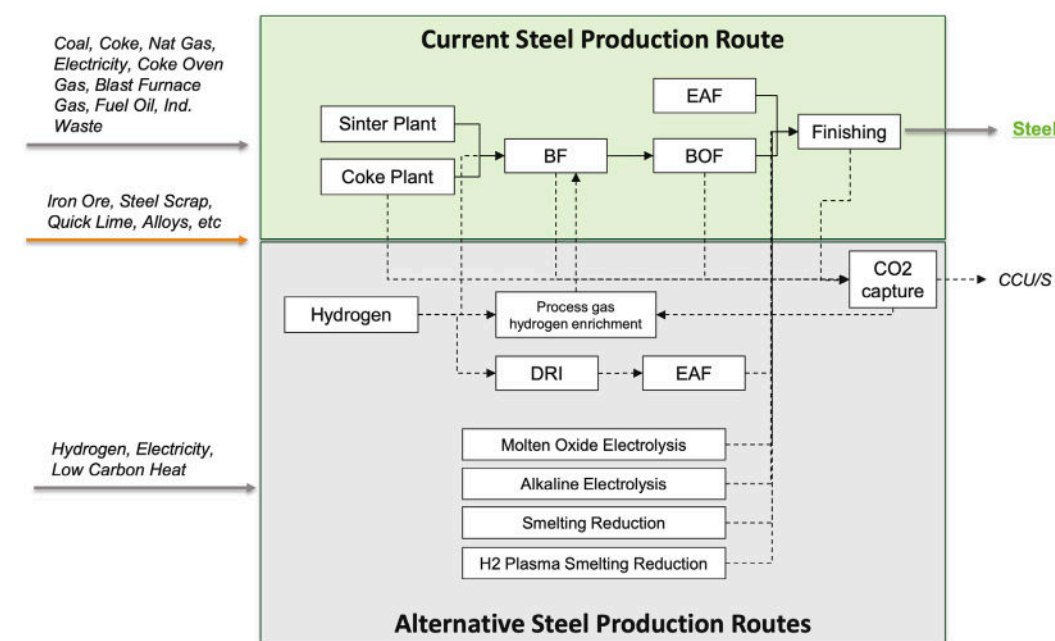 Coal, Coke, Nat Gas,
Electricity, Coke Oven
Gas, Blast Furnace
Gas, Fuel Oil, Ind.
Waste
Iron Ore, Steel Scrap,
Quick Lime, Alloys, etc
Hydrogen, Electricity,
Low Carbon Heat
Current Steel Production Route
Sinter Plant
Coke Plant
BF
EAF
BOF
Finishing
Steel
CO2
capture
CCU/S
Hydrogen
Process gas
hydrogen enrichment
DRI
EAF
Molten Oxide Electrolysis
Alkaline Electrolysis
Smelting Reduction
H2 Plasma Smelting Reduction
Alternative Steel Production Routes